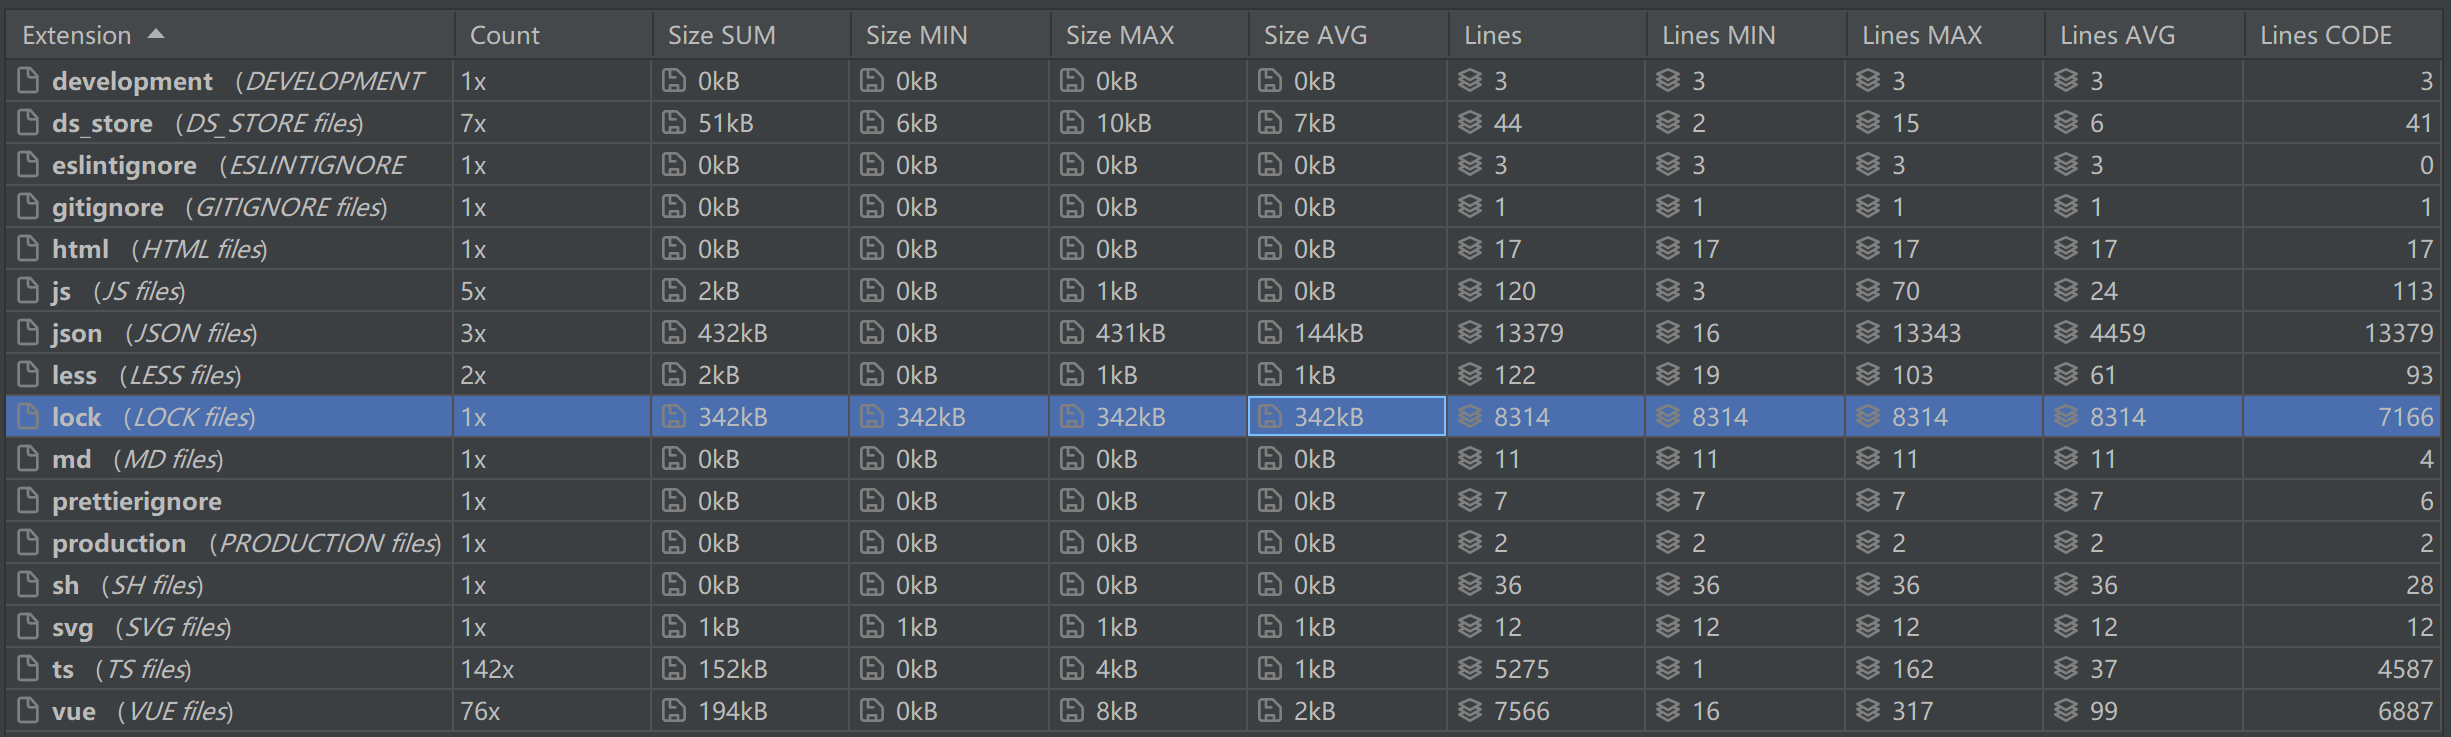 Extension Count Size SUM Size MIN Size MAX Size AVG Lines Lines MIN Lines MAX Lines AVG Lines CODE
development (DEVELOPMENT 1x 0kB 0kB 0kB 0kB 3 3 3 3 3
ds_store (DS_STORE files) 7x 51kB 6kB 10kB 7kB 44 2 15 6 41
eslintignore (ESLINTIGNORE 1x 0kB 0kB 0kB 0kB 3 3 3 3 0
gitignore (GITIGNORE files) 1x 0kB 0kB 0kB 0kB 1 1 1 1 1
html (HTML files) 1x 0kB 0kB 0kB 0kB 17 17 17 17 17
js (JS files) 5x 2kB 0kB 1kB 0kB 120 3 70 24 113
json (JSON files) 3x 432kB 0kB 431kB 144kB 13379 16 13343 4459 13379
less (LESS files) 2x 2kB 0kB 1kB 1kB 122 19 103 61 93
lock (LOCK files) 1x 342kB 342kB 342kB 342kB 8314 8314 8314 8314 7166
md (MD files) 1x 0kB 0kB 0kB 0kB 11 11 11 11 4
prettierignore 1x 0kB 0kB 0kB 0kB 7 7 7 7 6
production (PRODUCTION files) 1x 0kB 0kB 0kB 0kB 2 2 2 2 2
sh (SH files) 1x 0kB 0kB 0kB 0kB 36 36 36 36 28
svg (SVG files) 1x 1kB 1kB 1kB 1kB 12 12 12 12 12
ts (TS files) 142x 152kB 0kB 4kB 1kB 5275 1 162 37 4587
vue (VUE files) 76x 194kB 0kB 8kB 2kB 7566 16 317 99 6887